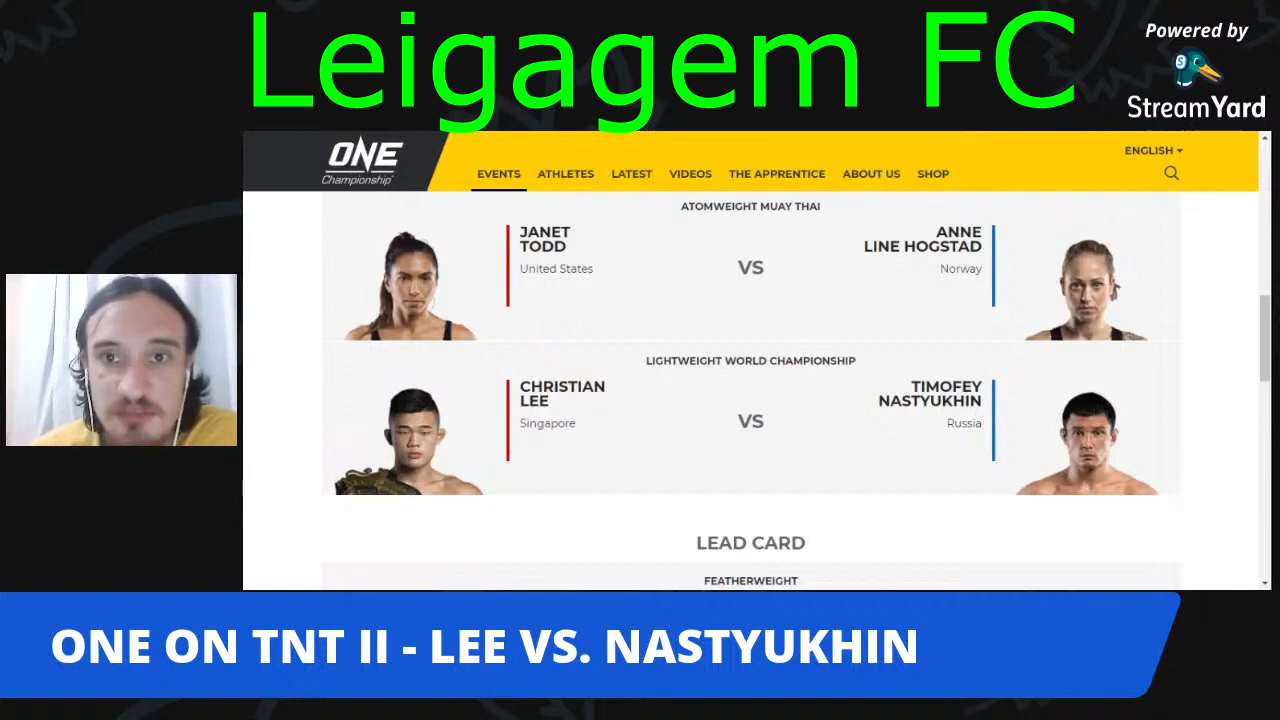 Leigagem FC
Powered by
StreamYard
ONE
Championship
ENGLISH
EVENTS ATHLETES LATEST VIDEOS THE APPRENTICE ABOUT US SHOP
ATOMWEIGHT MUAY THAI
JANET
TODD
United States
VS
ANNE
LINE HOGSTAD
Norway
LIGHTWEIGHT WORLD CHAMPIONSHIP
CHRISTIAN
LEE
Singapore
VS
TIMOFEY
NASTYUKHIN
Russia
LEAD CARD
FEATHERWEIGHT
ONE ON TNT II - LEE VS. NASTYUKHIN